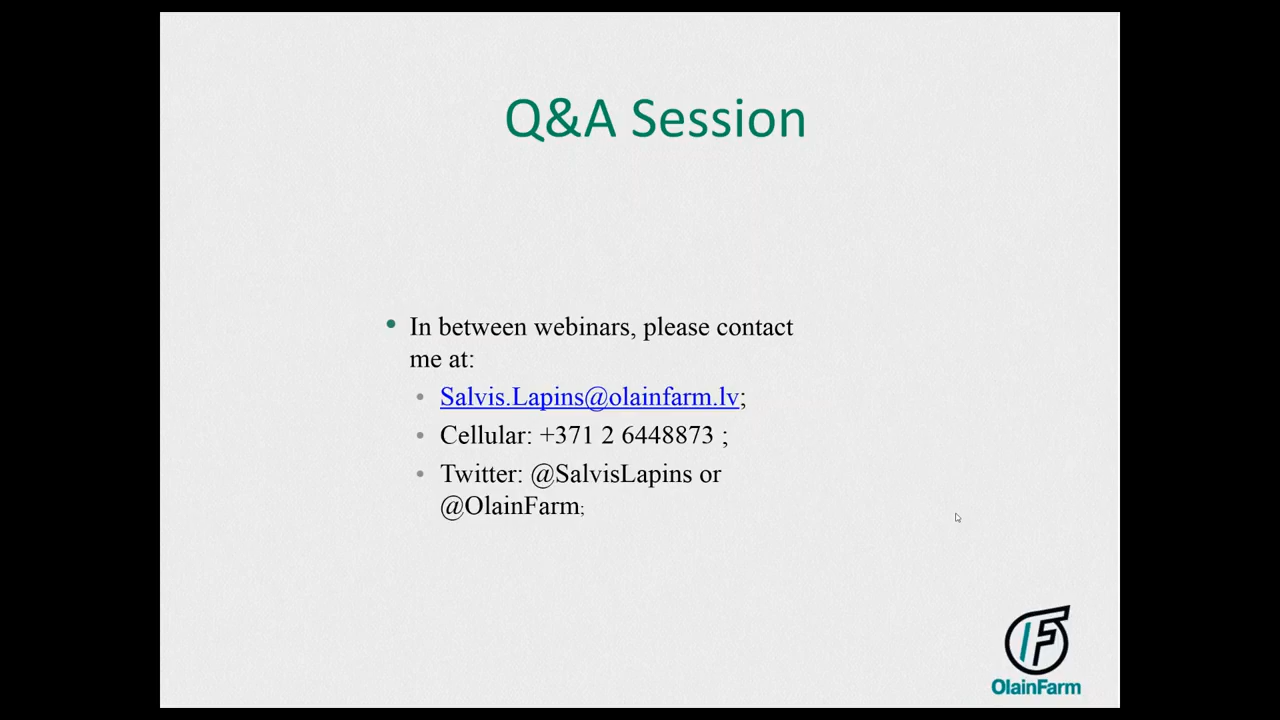 Q&A Session
In between webinars, please contact
me at:
Salvis.Lapins@olainfarm.lv;
Cellular: +371 2 6448873 ;
Twitter: @SalvisLapins or
@OlainFarm;
OlainFarm